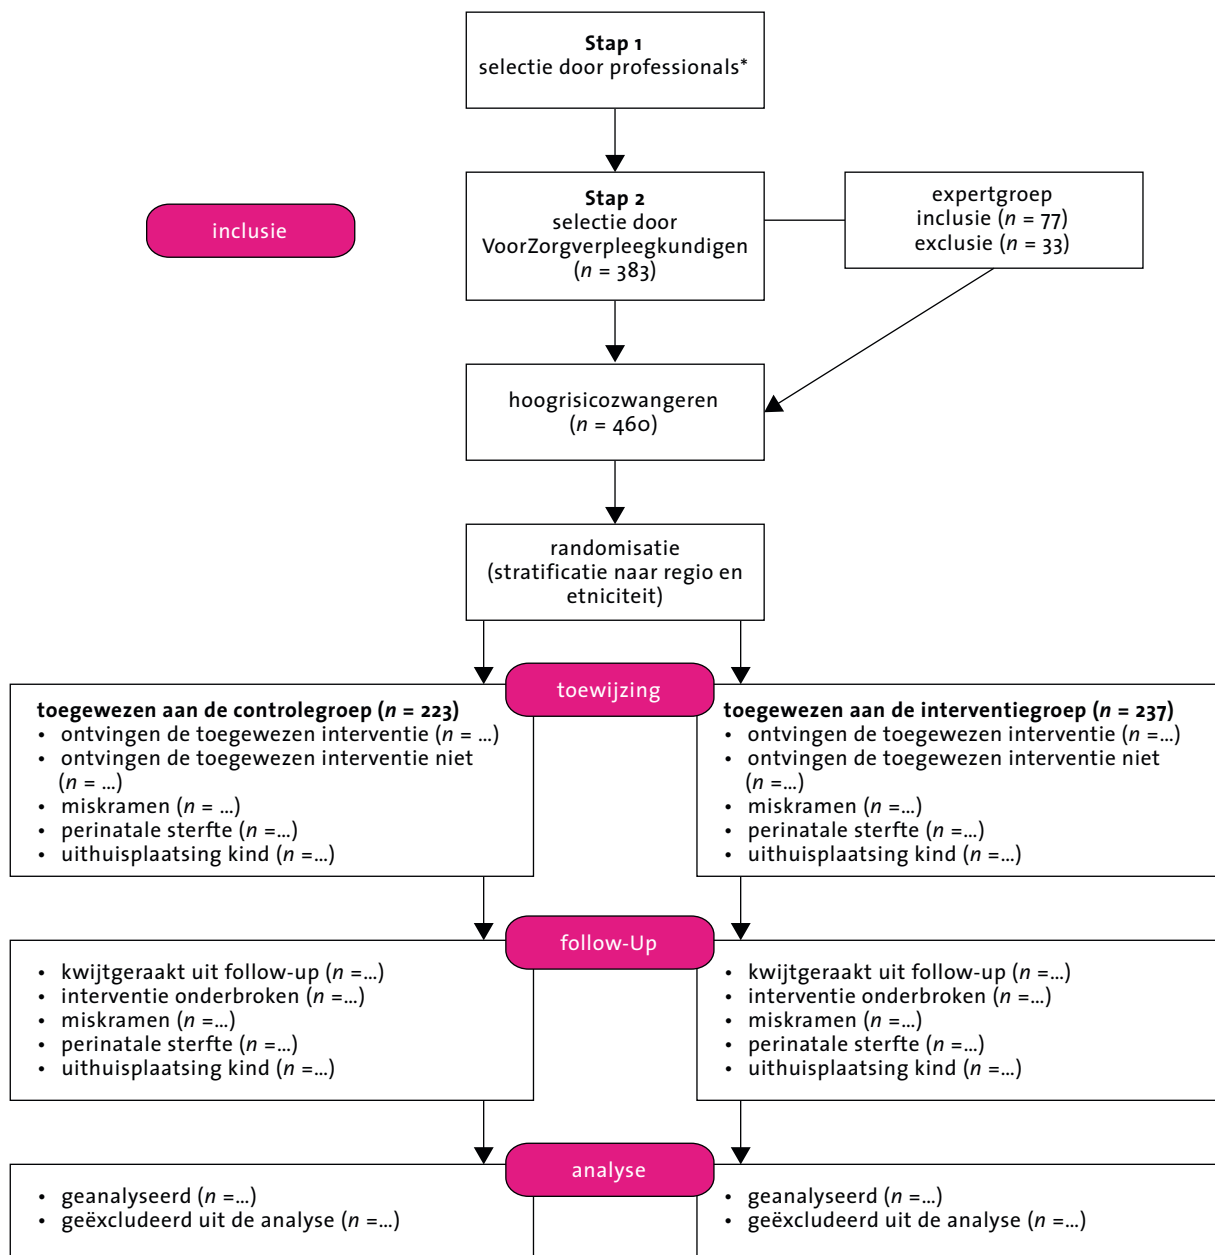 Stap 1
selectie door professionals*
Stap 2
selectie door
VoorZorgverpleegkundigen
(n = 383)
expertgroep
inclusie (n = 77)
exclusie (n = 33)
inclusie
hoogrisicozwangeren
(n = 460)
randomisatie
(stratificatie naar regio en
etniciteit)
toewijzing
toegewezen aan de controlegroep (n = 223)
• ontvingen de toegewezen interventie (n = …)
• ontvingen de toegewezen interventie niet
(n = …)
• miskramen (n = …)
• perinatale sterfte (n =…)
• uithuisplaatsing kind (n =…)
toegewezen aan de interventiegroep (n = 237)
• ontvingen de toegewezen interventie (n =…)
• ontvingen de toegewezen interventie niet
(n =…)
• miskramen (n =…)
• perinatale sterfte (n =…)
• uithuisplaatsing kind (n =…)
follow-Up
• kwijtgeraakt uit follow-up (n =…)
• interventie onderbroken (n =…)
• miskramen (n =…)
• perinatale sterfte (n =…)
• uithuisplaatsing kind (n =…)
• kwijtgeraakt uit follow-up (n =…)
• interventie onderbroken (n =…)
• miskramen (n =…)
• perinatale sterfte (n =…)
• uithuisplaatsing kind (n =…)
analyse
• geanalyseerd (n =…)
• geëxcludeerd uit de analyse (n =…)
• geanalyseerd (n =…)
• geëxcludeerd uit de analyse (n =…)